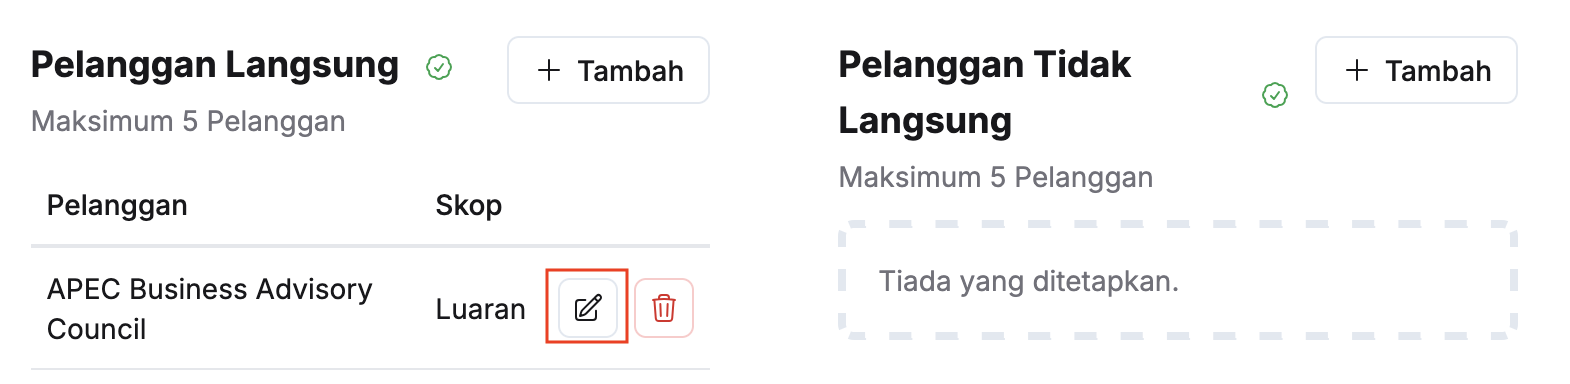 Pelanggan Langsung
+ Tambah
Maksimum 5 Pelanggan
Pelanggan Skop
APEC Business Advisory
Council
Luaran
Pelanggan Tidak
Langsung
+ Tambah
Maksimum 5 Pelanggan
Tiada yang ditetapkan.